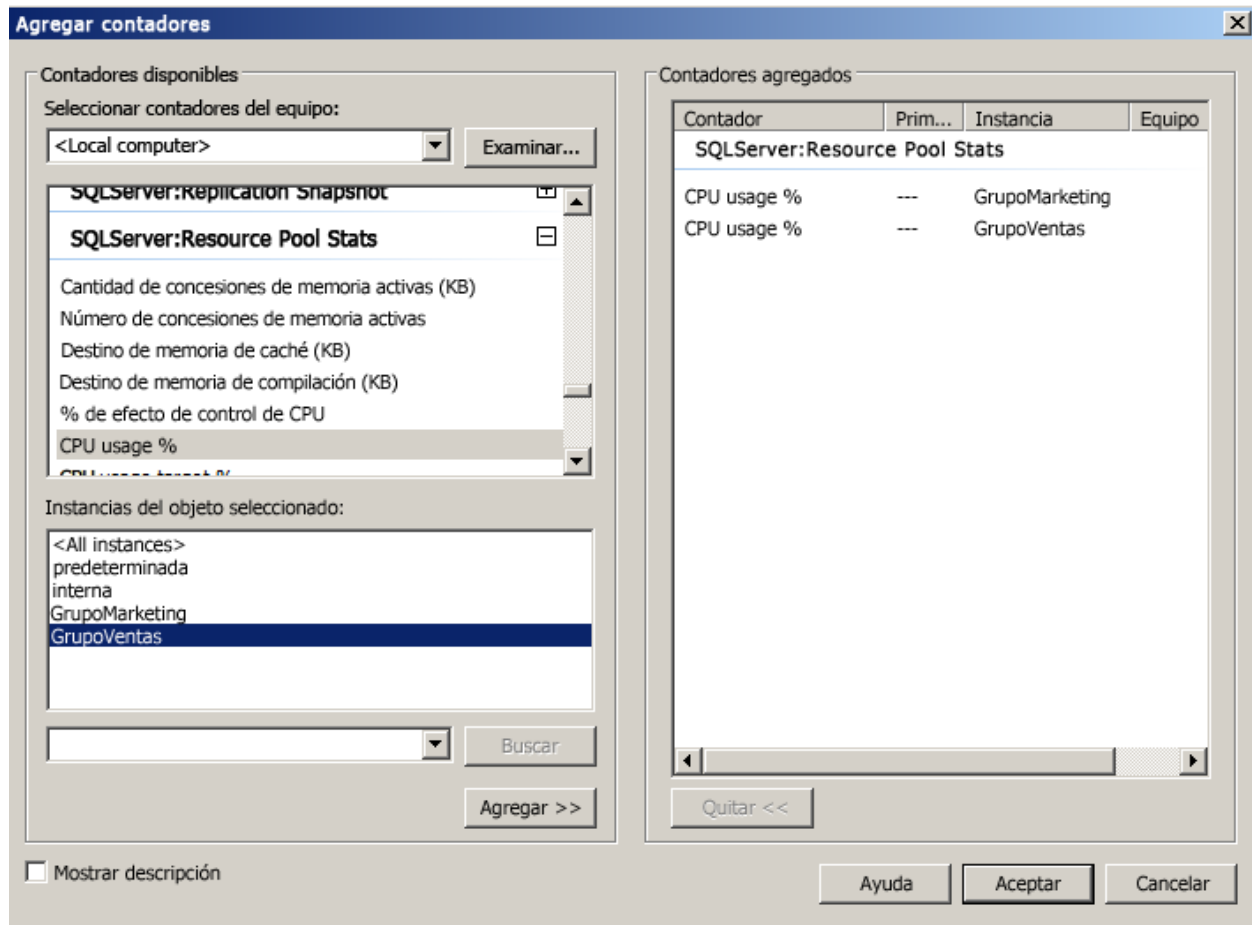 Agregar contadores
Contadores disponibles
Seleccionar contadores del equipo:
<Local computer>
Examinar...
SQLServer:Replication Snapshot
SQLServer:Resource Pool Stats
Cantidad de concesiones de memoria activas (KB)
Número de concesiones de memoria activas
Destino de memoria de caché (KB)
Destino de memoria de compilación (KB)
% de efecto de control de CPU
CPU usage %
CPU usage target %
Instancias del objeto seleccionado:
<All instances>
predeterminada
interna
GrupoMarketing
GrupoVentas
Buscar
Agregar >>
Mostrar descripción
Contadores agregados
Contador Prim... Instancia Equipo
SQLServer:Resource Pool Stats
CPU usage % --- GrupoMarketing
CPU usage % --- GrupoVentas
Quitar <<
Ayuda Aceptar Cancelar